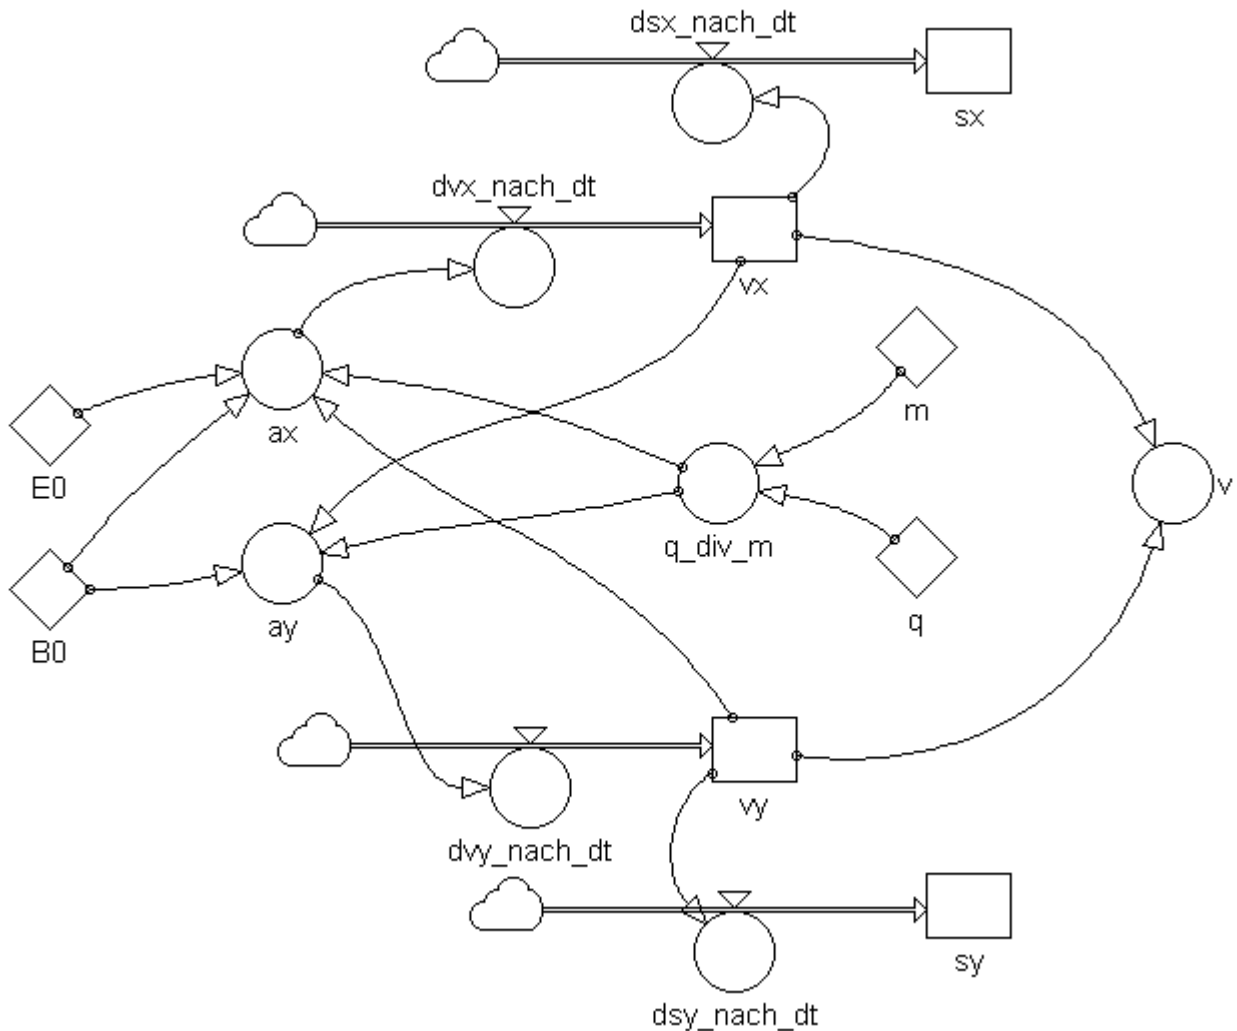 dsx_nach_dt
sx
dvx_nach_dt
vx
ax
m
E0
v
q_div_m
ay
q
B0
vy
dvy_nach_dt
sy
dsy_nach_dt